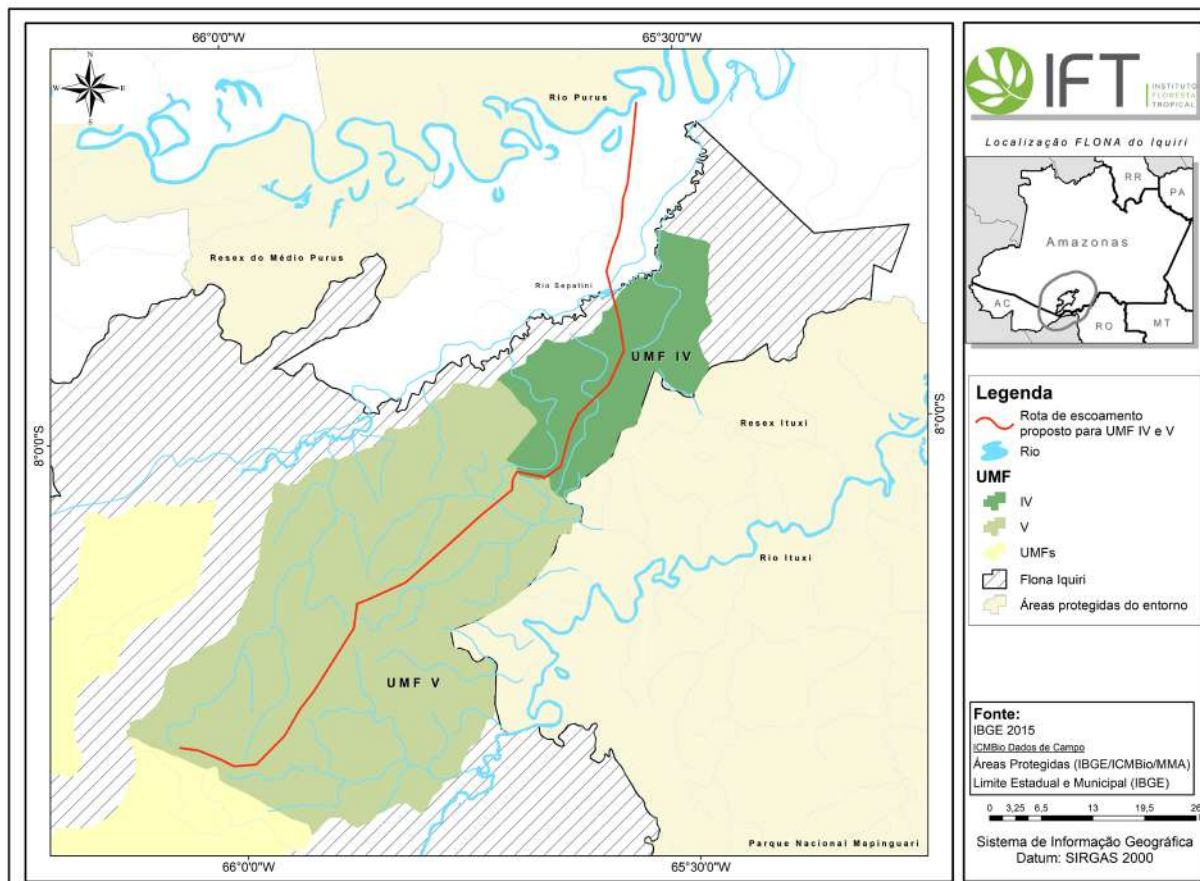 66°0'0"W
65°30'0"W
N
W
E
S
Rio Purus
Resex do Médio Purus
Rio Sepatini
UMF IV
Resex Ituxi
8°0'0"S
8°0'0"S
Rio Ituxi
UMF V
Parque Nacional Mapinguari
66°0'0"W
65°30'0"W
IFT
INSTITUTO
FLORESTA
TROPICAL
Localização FLONA do Iquiri
RR
PA
Amazonas
AC
RO
MT
Legenda
Rota de escoamento
proposto para UMF IV e V
Rio
UMF
IV
V
UMFs
Flona Iquiri
Áreas protegidas do entorno
Fonte:
IBGE 2015
ICMBio Dados de Campo
Áreas Protegidas (IBGE/ICMBio/MMA)
Limite Estadual e Municipal (IBGE)
0 3,25 6,5 13 19,5 26
Sistema de Informação Geográfica
Datum: SIRGAS 2000